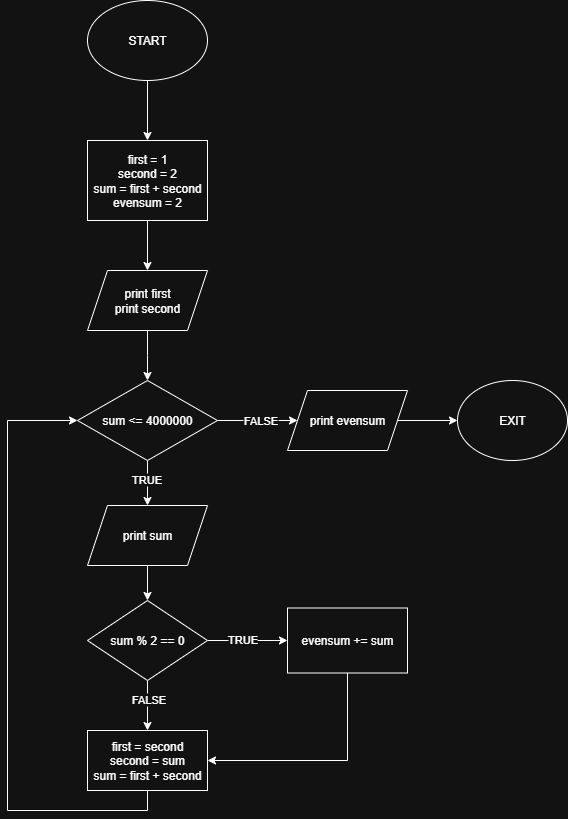 START
first = 1
second = 2
sum = first + second
evensum = 2
print first
print second
sum <= 4000000
FALSE
print evensum
EXIT
TRUE
print sum
sum % 2 == 0
TRUE
evensum += sum
FALSE
first = second
second = sum
sum = first + second